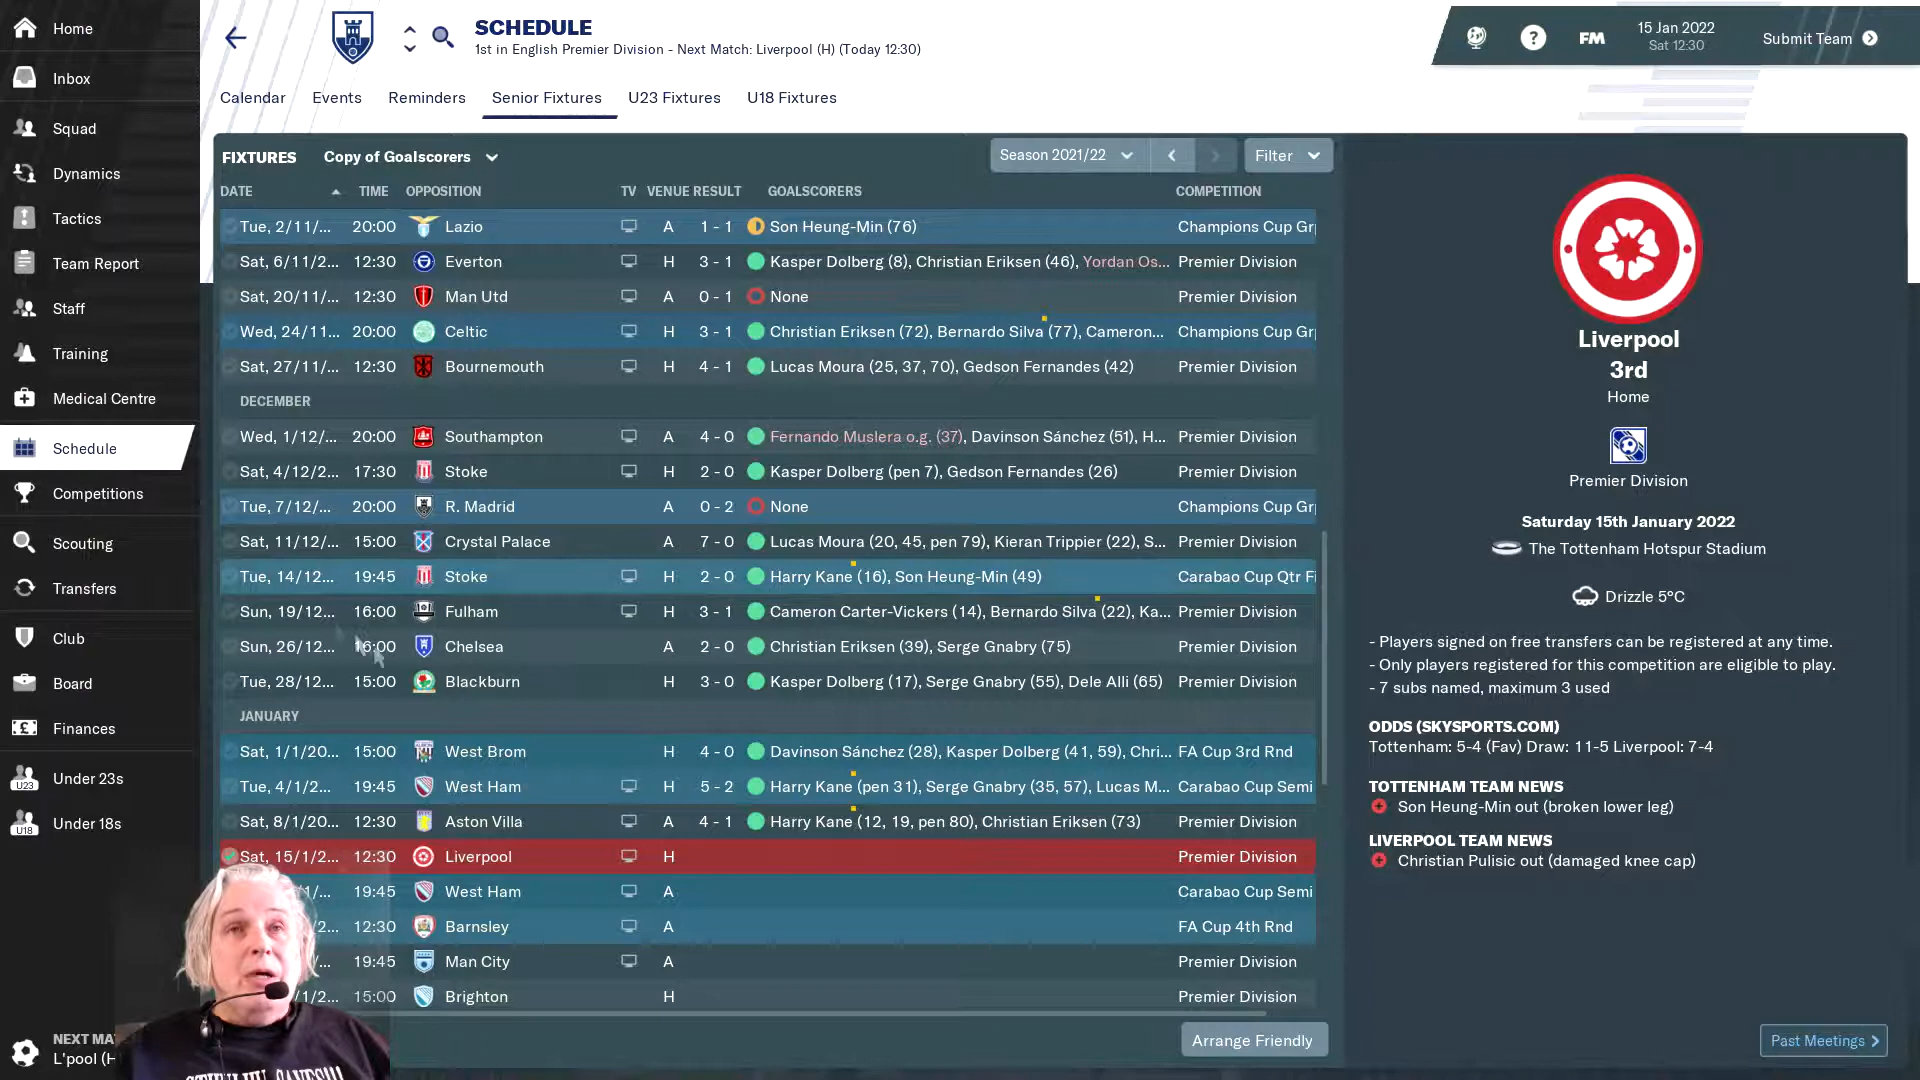 Home
Inbox
Squad
Dynamics
Tactics
Team Report
Staff
Training
Medical Centre
Schedule
Competitions
Scouting
Transfers
Club
Board
Finances
U23 Under 23s
U18 Under 18s
NEXT MA
L'pool (H
SCHEDULE
1st in English Premier Division - Next Match: Liverpool (H) (Today 12:30)
? FM 15 Jan 2022 Submit Team
Sat 12:30
Calendar Events Reminders Senior Fixtures U23 Fixtures U18 Fixtures
FIXTURES Copy of Goalscorers Season 2021/22 Filter
DATE TIME OPPOSITION TV VENUE RESULT GOALSCORERS COMPETITION
Tue, 2/11/... 20:00 Lazio A 1 - 1 Son Heung-Min (76) Champions Cup Gr
Sat, 6/11/2... 12:30 Everton H 3 - 1 Kasper Dolberg (8), Christian Eriksen (46), Yordan Os... Premier Division
Sat, 20/11/... 12:30 Man Utd A 0 - 1 None Premier Division
Wed, 24/11... 20:00 Celtic H 3 - 1 Christian Eriksen (72), Bernardo Silva (77), Cameron... Champions Cup Gr
Sat, 27/11/... 12:30 Bournemouth H 4 - 1 Lucas Moura (25, 37, 70), Gedson Fernandes (42) Premier Division
DECEMBER
Wed, 1/12/... 20:00 Southampton A 4 - 0 Fernando Muslera o.g. (37), Davinson Sánchez (51), H... Premier Division
Sat, 4/12/2... 17:30 Stoke H 2 - 0 Kasper Dolberg (pen 7), Gedson Fernandes (26) Premier Division
Tue, 7/12/... 20:00 R. Madrid A 0 - 2 None Champions Cup Gr
Sat, 11/12/... 15:00 Crystal Palace A 7 - 0 Lucas Moura (20, 45, pen 79), Kieran Trippier (22), S... Premier Division
Tue, 14/12... 19:45 Stoke H 2 - 0 Harry Kane (16), Son Heung-Min (49) Carabao Cup Qtr Fi
Sun, 19/12... 16:00 Fulham H 3 - 1 Cameron Carter-Vickers (14), Bernardo Silva (22), Ka... Premier Division
Sun, 26/12... 16:00 Chelsea A 2 - 0 Christian Eriksen (39), Serge Gnabry (75) Premier Division
Tue, 28/12... 15:00 Blackburn H 3 - 0 Kasper Dolberg (17), Serge Gnabry (55), Dele Alli (65) Premier Division
JANUARY
Sat, 1/1/20... 15:00 West Brom H 4 - 0 Davinson Sánchez (28), Kasper Dolberg (41, 59), Chri... FA Cup 3rd Rnd
Tue, 4/1/2... 19:45 West Ham H 5 - 2 Harry Kane (pen 31), Serge Gnabry (35, 57), Lucas M... Carabao Cup Semi
Sat, 8/1/20... 12:30 Aston Villa A 4 - 1 Harry Kane (12, 19, pen 80), Christian Eriksen (73) Premier Division
Sat, 15/1/2... 12:30 Liverpool H Premier Division
1/... 19:45 West Ham A Carabao Cup Semi
2... 12:30 Barnsley A FA Cup 4th Rnd
/... 19:45 Man City A Premier Division
/1/2... 15:00 Brighton H Premier Division
Arrange Friendly
Liverpool
3rd
Home
Premier Division
Saturday 15th January 2022
The Tottenham Hotspur Stadium
Drizzle 5°C
- Players signed on free transfers can be registered at any time.
- Only players registered for this competition are eligible to play.
- 7 subs named, maximum 3 used
ODDS (SKYSPORTS.COM)
Tottenham: 5-4 (Fav) Draw: 11-5 Liverpool: 7-4
TOTTENHAM TEAM NEWS
Son Heung-Min out (broken lower leg)
LIVERPOOL TEAM NEWS
Christian Pulisic out (damaged knee cap)
Past Meetings